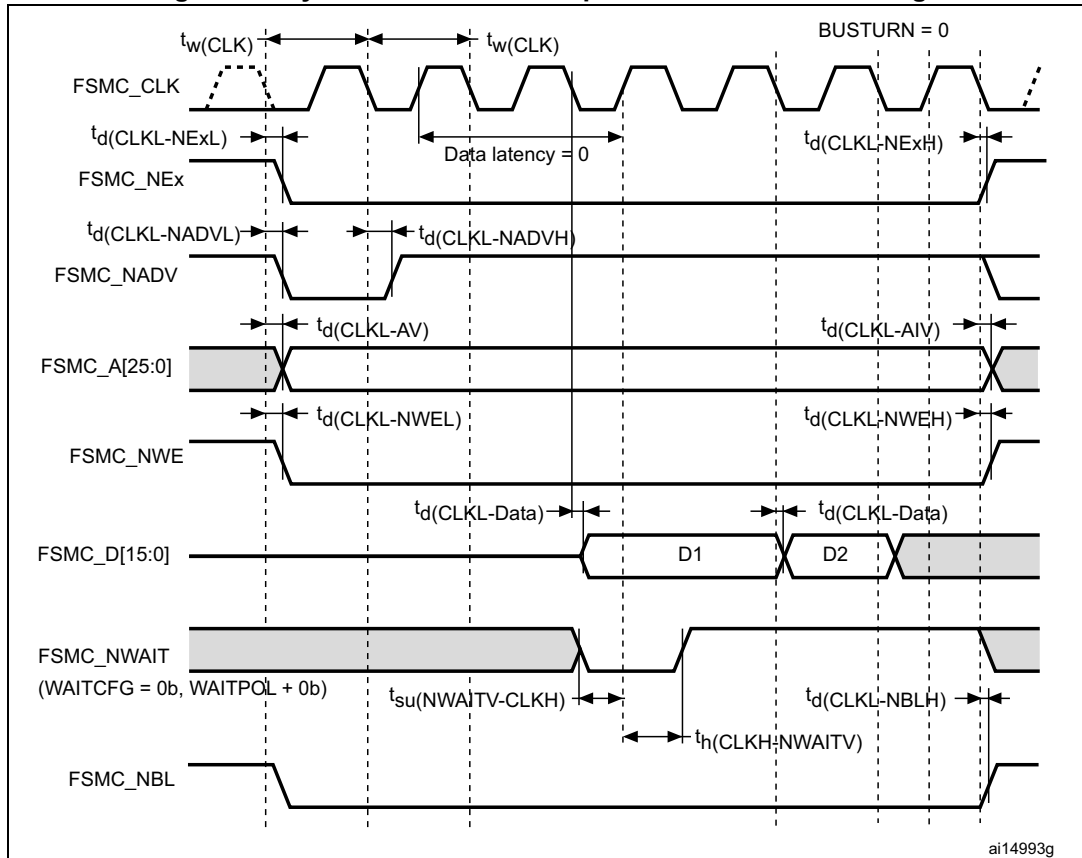 tw(CLK)
tw(CLK)
BUSTURN = 0
FSMC_CLK
td(CLKL-NExL)
Data latency = 0
td(CLKL-NExH)
FSMC_NEx
td(CLKL-NADVL)
td(CLKL-NADVH)
FSMC_NADV
td(CLKL-AV)
td(CLKL-AIV)
FSMC_A[25:0]
td(CLKL-NWEL)
td(CLKL-NWEH)
FSMC_NWE
td(CLKL-Data)
td(CLKL-Data)
FSMC_D[15:0]
D1
D2
FSMC_NWAIT
(WAITCFG = 0b, WAITPOL + 0b)
tsu(NWAITV-CLKH)
td(CLKL-NBLH)
th(CLKH-NWAITV)
FSMC_NBL
ai14993g